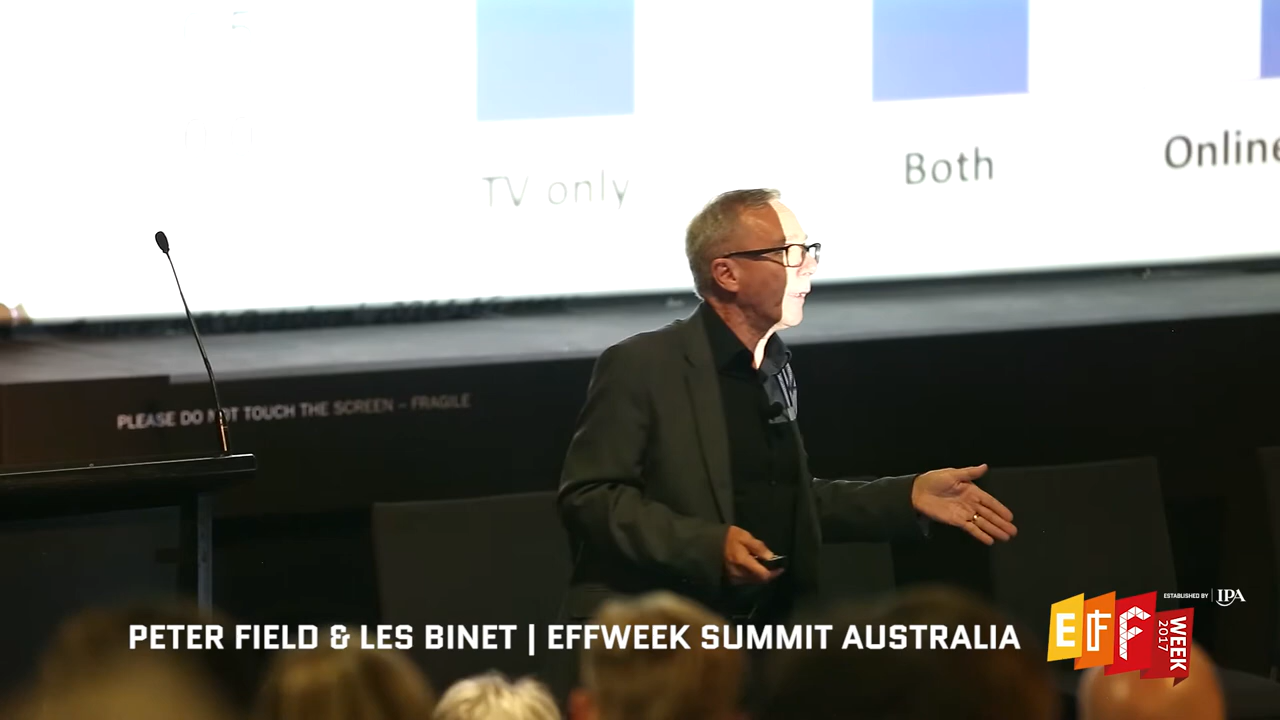 TV only
Both
Online
PLEASE DO NOT TOUCH THE SCREEN – FRAGILE
PETER FIELD & LES BINET | EFFWEEK SUMMIT AUSTRALIA
ESTABLISHED BY | IPA
EFF
WEEK
2017